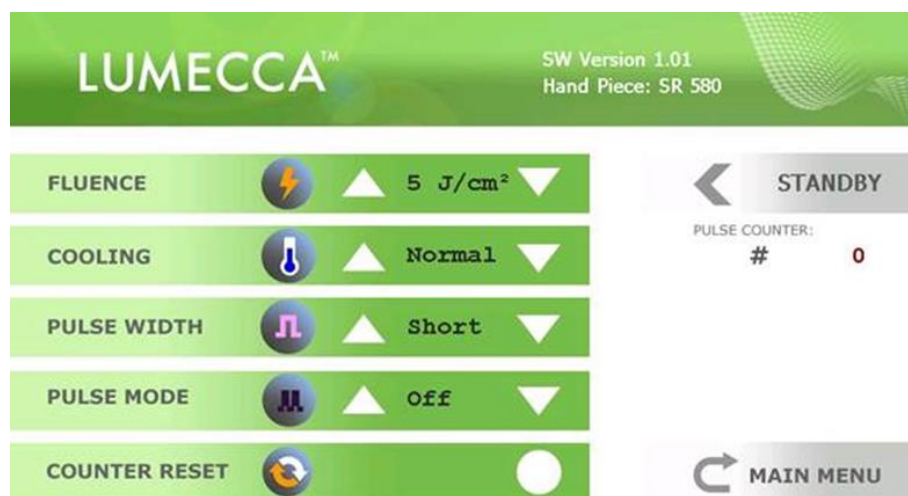 LUMECCA™
SW Version 1.01
Hand Piece: SR 580
FLUENCE 5 J/cm²
STANDBY
PULSE COUNTER:
# 0
COOLING Normal
PULSE WIDTH Short
PULSE MODE Off
COUNTER RESET
MAIN MENU